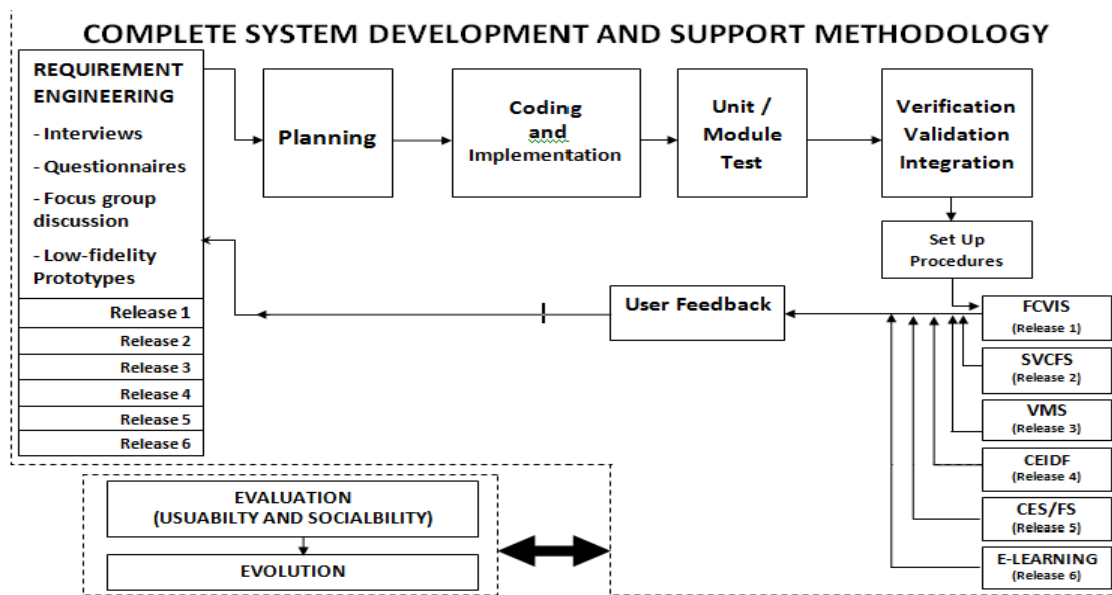 COMPLETE SYSTEM DEVELOPMENT AND SUPPORT METHODOLOGY
REQUIREMENT
ENGINEERING
- Interviews
- Questionnaires
- Focus group
discussion
- Low-fidelity
Prototypes
Release 1
Release 2
Release 3
Release 4
Release 5
Release 6
Planning
Coding
and
Implementation
Unit /
Module
Test
Verification
Validation
Integration
Set Up
Procedures
User Feedback
FCVIS
(Release 1)
SVCFS
(Release 2)
VMS
(Release 3)
CEIDF
(Release 4)
CES/FS
(Release 5)
E-LEARNING
(Release 6)
EVALUATION
(USUABILTY AND SOCIALBILITY)
EVOLUTION